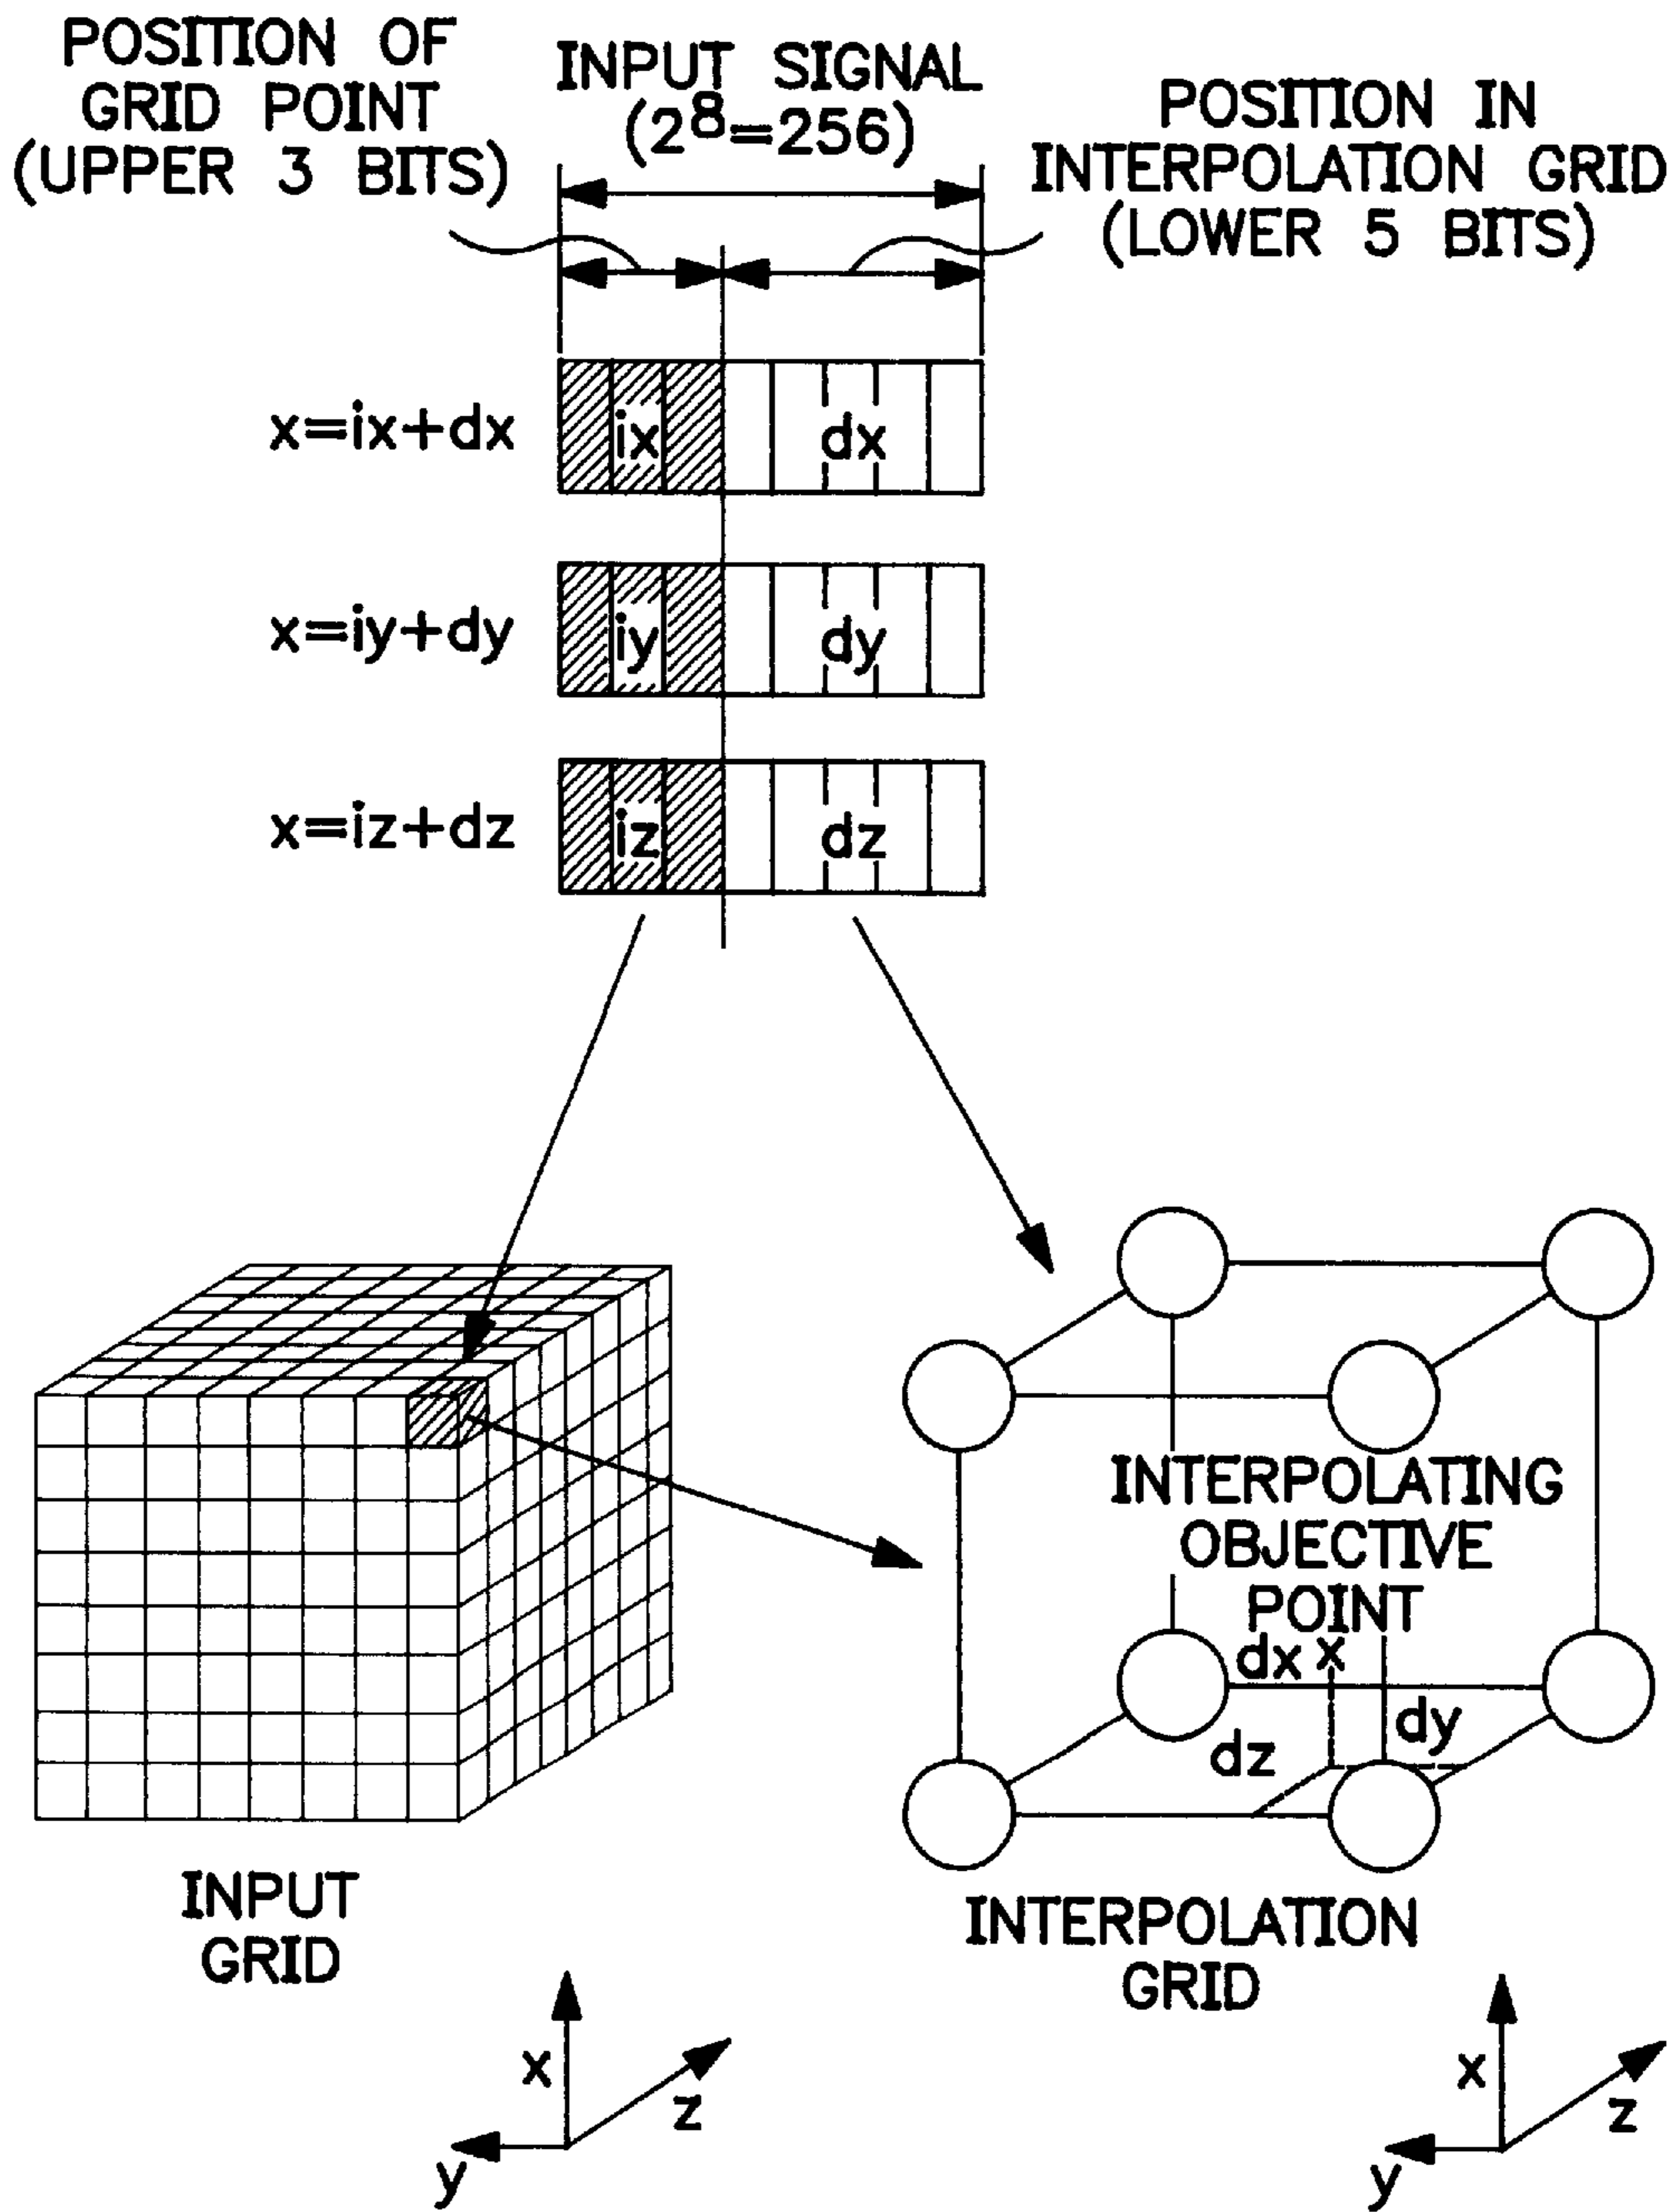 POSITION OF
GRID POINT
(UPPER 3 BITS)
INPUT SIGNAL
(2⁸=256)
POSITION IN
INTERPOLATION GRID
(LOWER 5 BITS)
x=ix+dx
ix
dx
x=iy+dy
iy
dy
x=iz+dz
iz
dz
INTERPOLATING
OBJECTIVE
POINT
dx
x
dy
dz
INPUT
GRID
INTERPOLATION
GRID
x
z
y
x
z
y